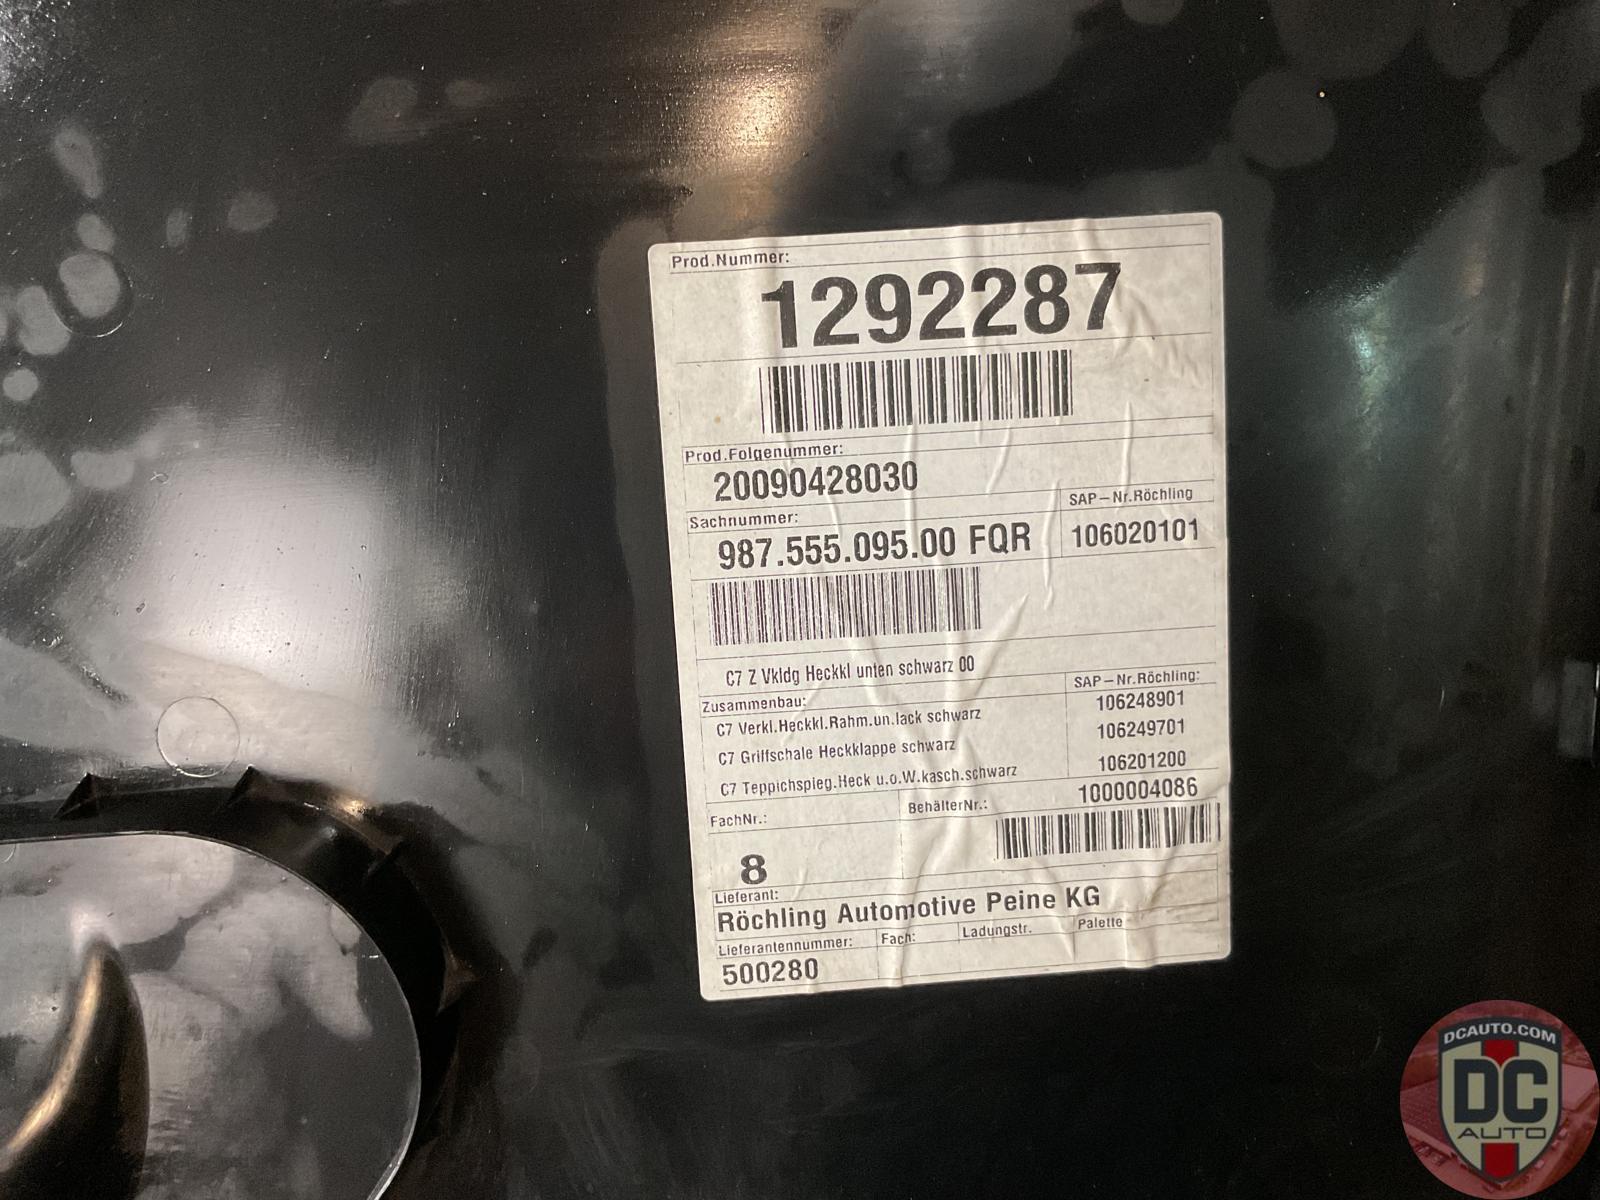 Prod.Nummer:
1292287
Prod.Folgenummer:
20090428030
Sachnummer:
987.555.095.00 FQR
SAP-Nr.Röchling
106020101
C7 Z Vkldg Heckkl unten schwarz 00
Zusammenbau:
SAP-Nr.Röchling:
C7 Verkl.Heckkl.Rahm.un.lack schwarz
106248901
C7 Griffschale Heckklappe schwarz
106249701
C7 Teppichspieg.Heck u.o.W.kasch.schwarz
106201200
FachNr.:
8
BehälterNr.:
1000004086
Lieferant:
Röchling Automotive Peine KG
Lieferantennummer:
500280
Fach:
Ladungstr.
Palette
DCAUTO.COM
DC
AUTO